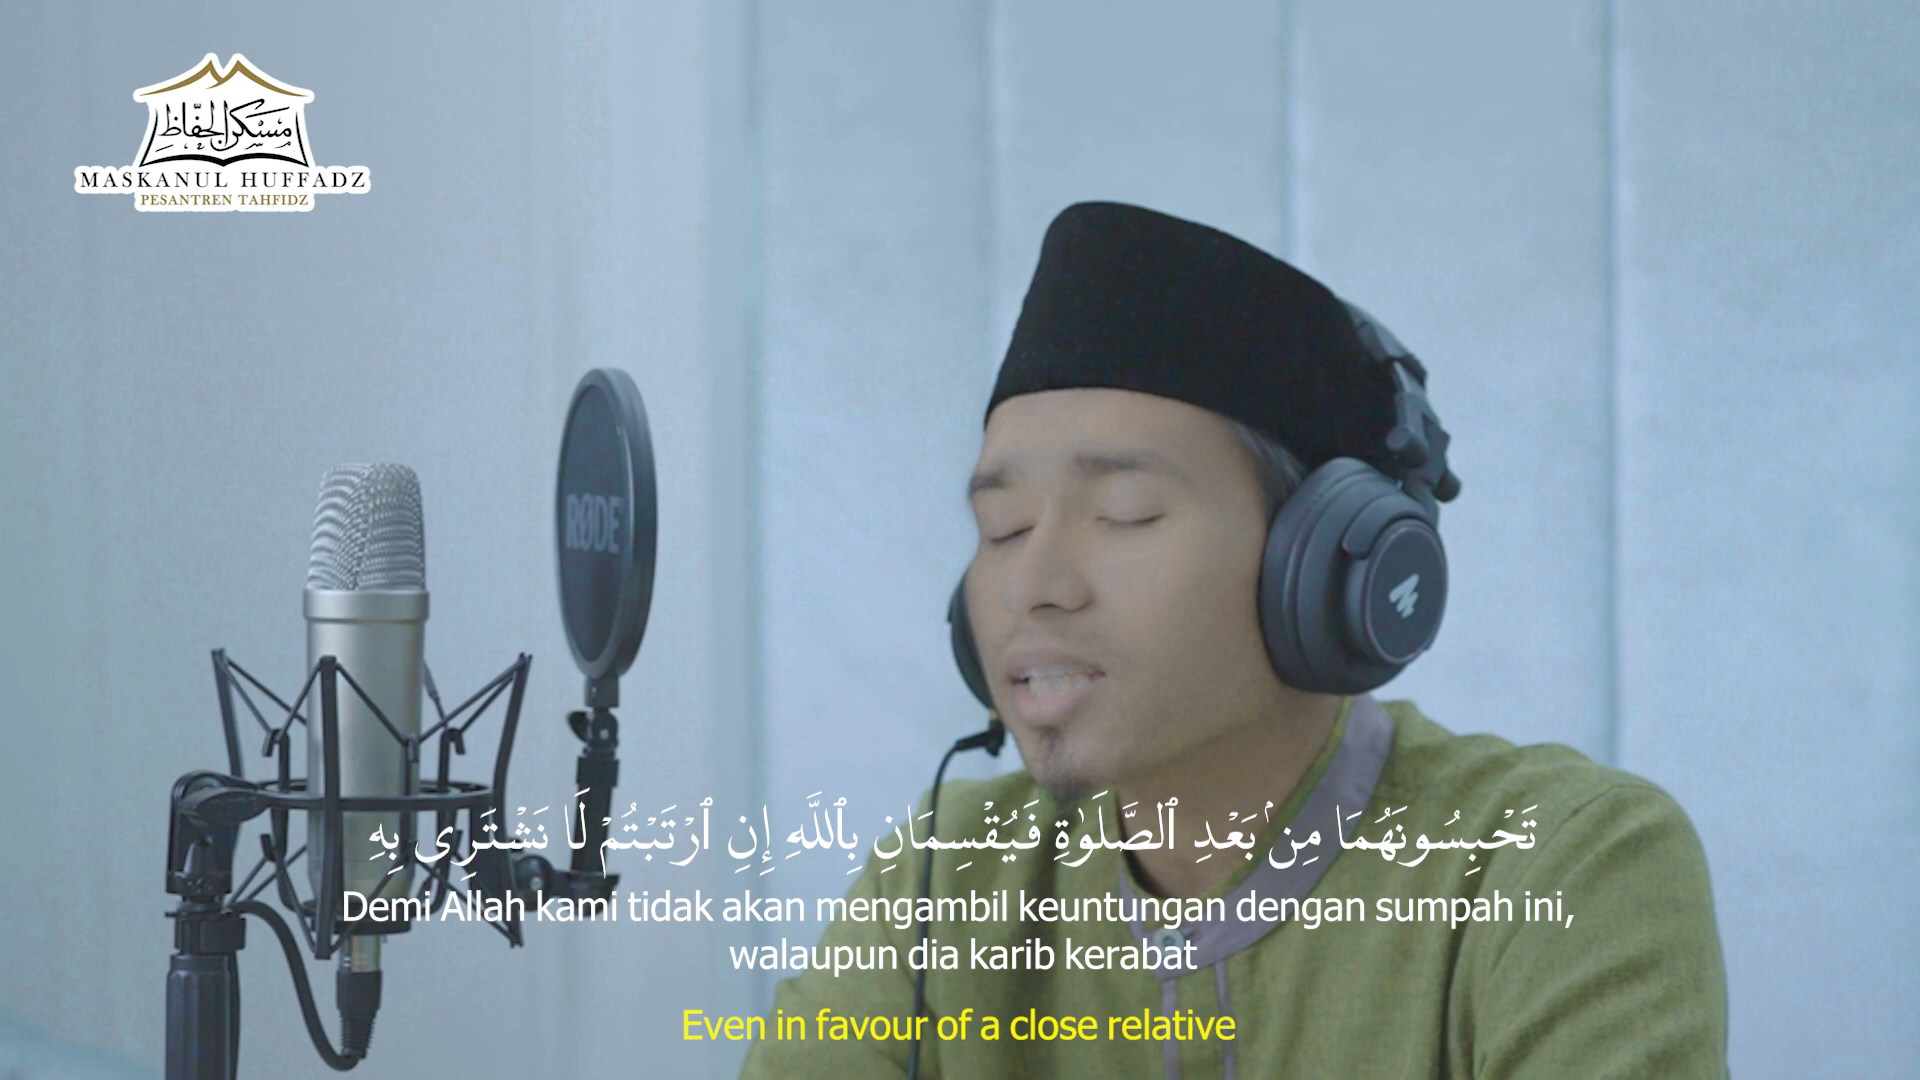 مسكن الحفاظ
MASKANUL HUFFADZ
PESANTREN TAHFIDZ
RØDE
تَحْبِسُونَهُمَا مِنۢ بَعْدِ ٱلصَّلَوٰةِ فَيُقْسِمَانِ بِٱللَّهِ إِنِ ٱرْتَبْتُمْ لَا نَشْتَرِى بِهِ
Demi Allah kami tidak akan mengambil keuntungan dengan sumpah ini,
walaupun dia karib kerabat
Even in favour of a close relative